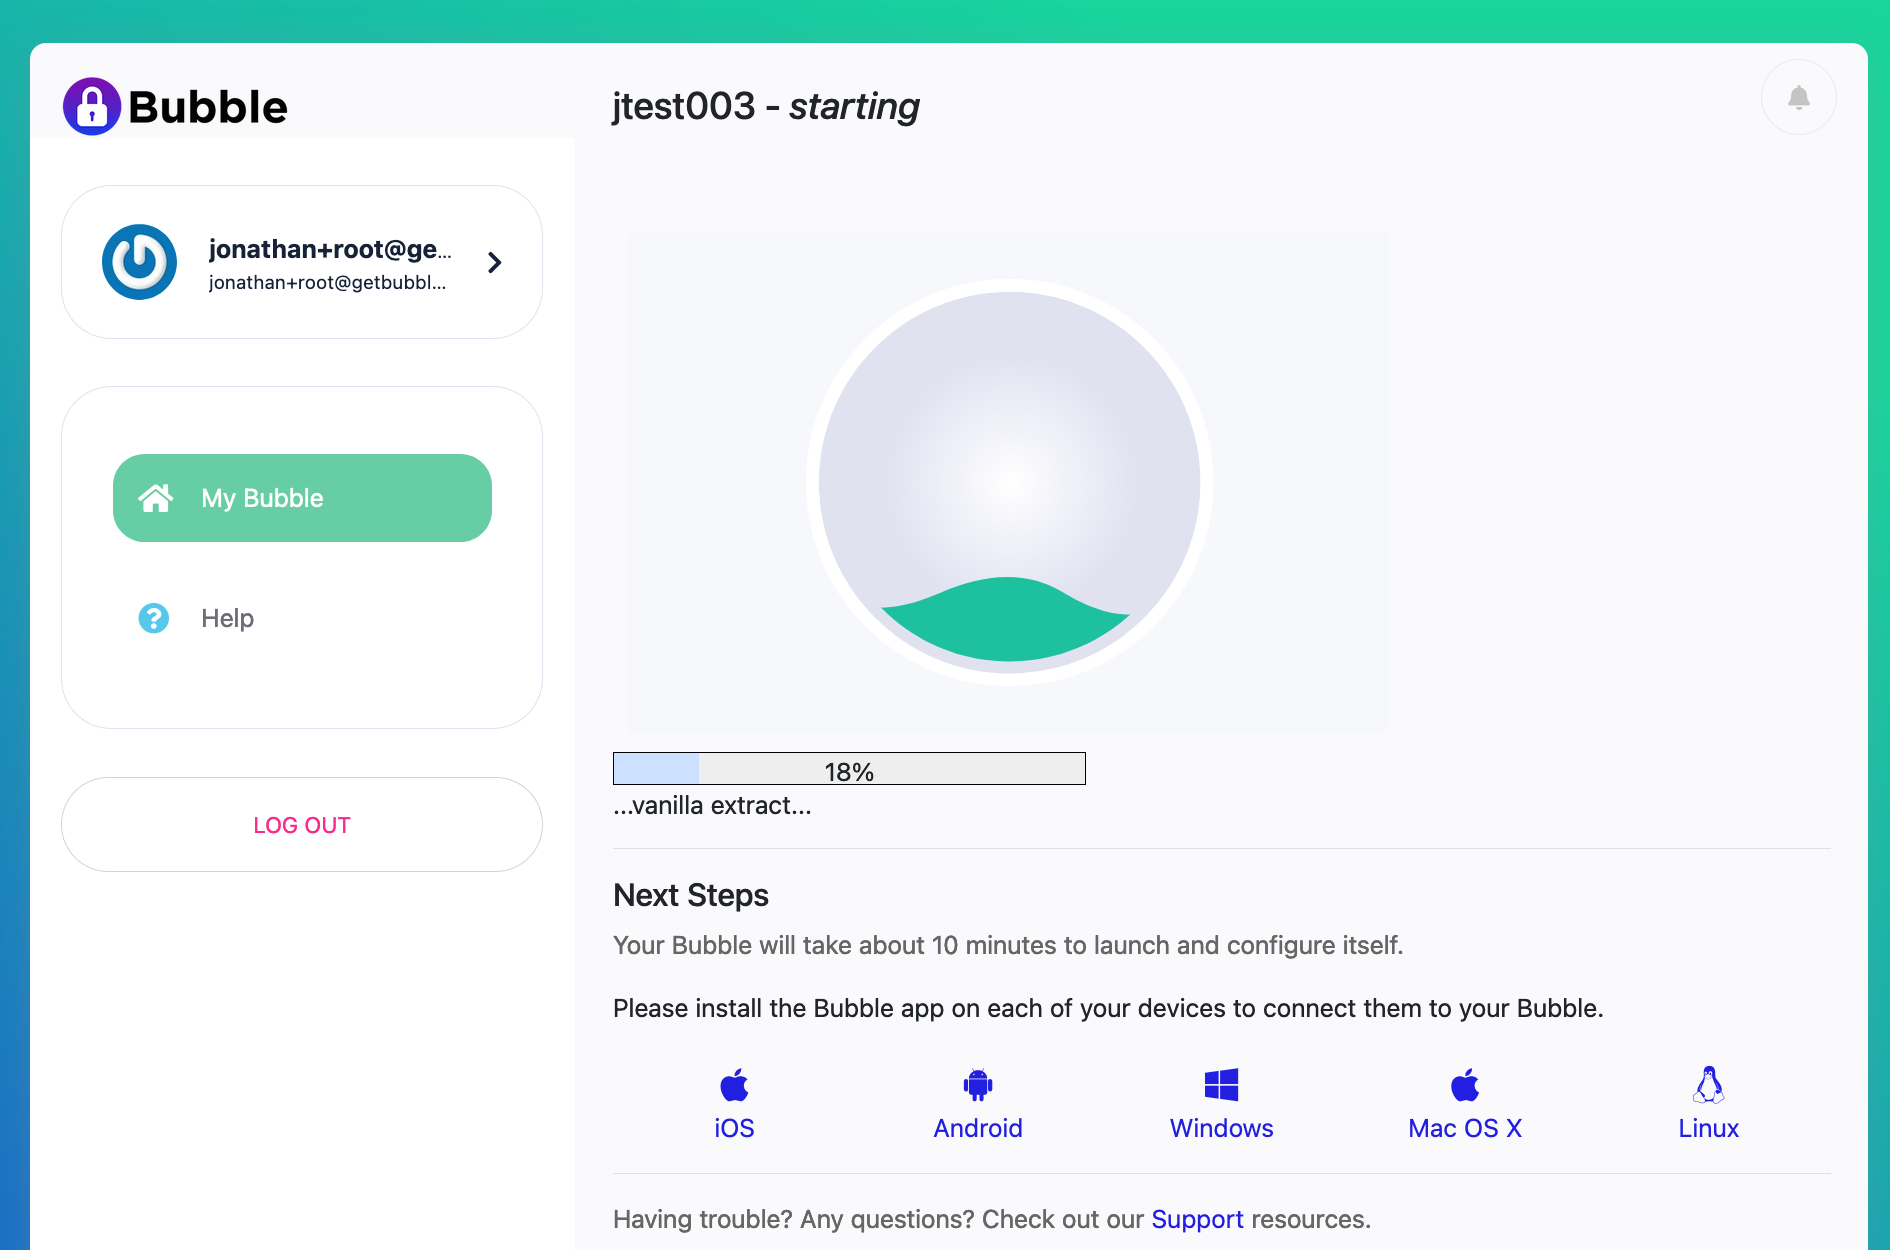 Bubble
jtest003 - starting
jonathan+root@ge...
jonathan+root@getbubbl...
My Bubble
? Help
LOG OUT
18%
...vanilla extract...
Next Steps
Your Bubble will take about 10 minutes to launch and configure itself.
Please install the Bubble app on each of your devices to connect them to your Bubble.
iOS
Android
Windows
Mac OS X
Linux
Having trouble? Any questions? Check out our Support resources.